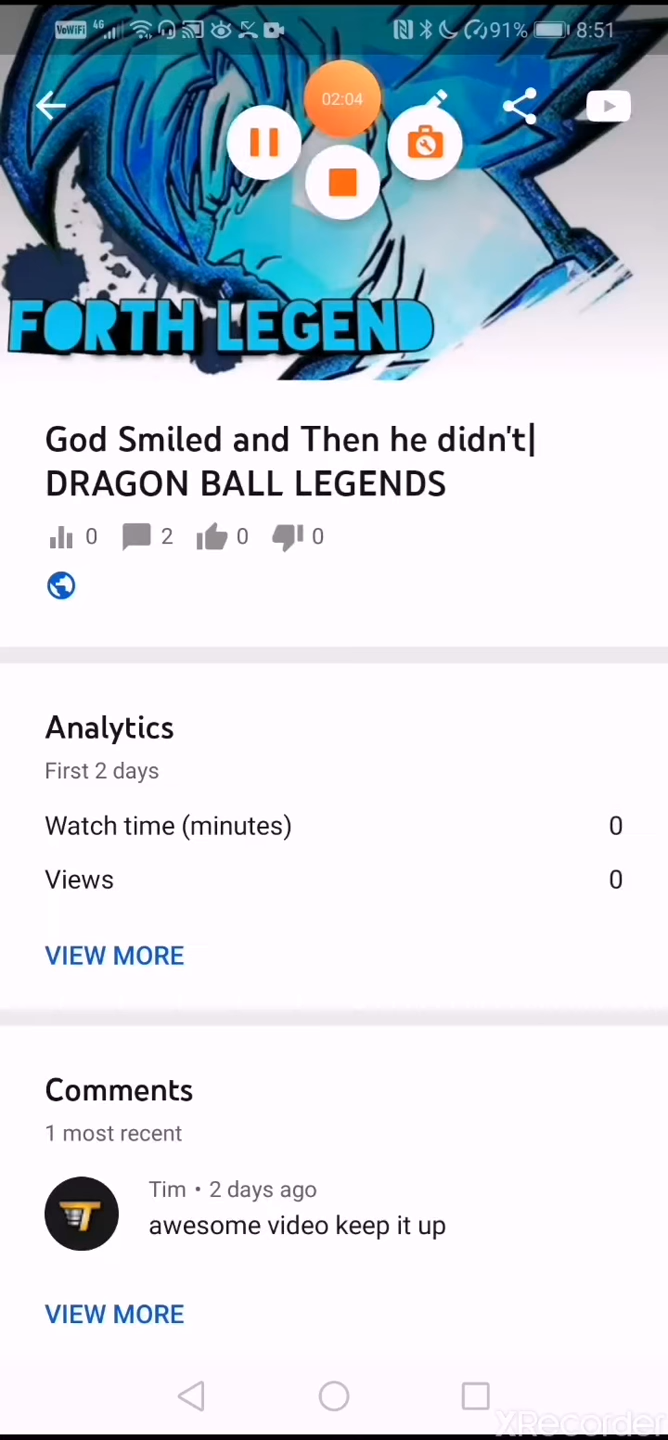 VoWiFi 4G 91% 8:51
02:04
FORTH LEGEND
God Smiled and Then he didn't|
DRAGON BALL LEGENDS
0 2 0 0
Analytics
First 2 days
Watch time (minutes) 0
Views 0
VIEW MORE
Comments
1 most recent
Tim • 2 days ago
T
awesome video keep it up
VIEW MORE
XRecorder